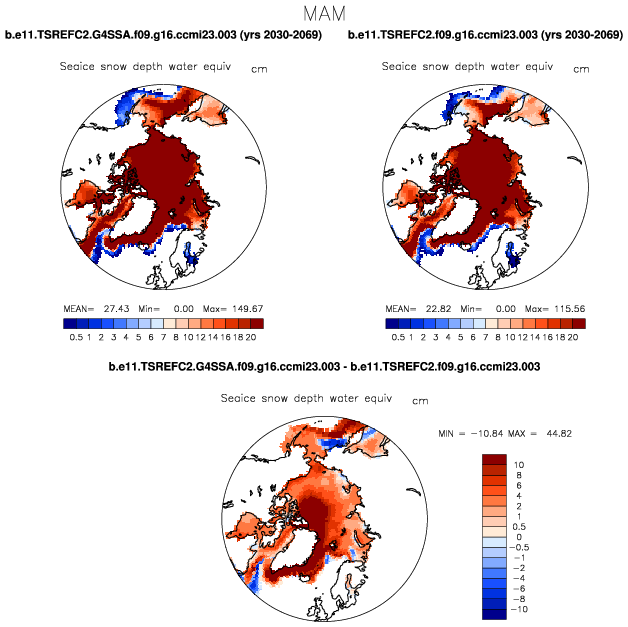 MAM
b.e11.TSREFC2.G4SSA.f09.g16.ccmi23.003 (yrs 2030-2069) b.e11.TSREFC2.f09.g16.ccmi23.003 (yrs 2030-2069)
Seaice snow depth water equiv cm Seaice snow depth water equiv cm
MEAN= 27.43 Min= 0.00 Max= 149.67 MEAN= 22.82 Min= 0.00 Max= 115.56
0.5 1 2 3 4 5 6 7 8 10 12 14 16 18 20 0.5 1 2 3 4 5 6 7 8 10 12 14 16 18 20
b.e11.TSREFC2.G4SSA.f09.g16.ccmi23.003 - b.e11.TSREFC2.f09.g16.ccmi23.003
Seaice snow depth water equiv cm
MIN = -10.84 MAX = 44.82
10
8
6
4
2
1
0.5
0
-0.5
-1
-2
-4
-6
-8
-10